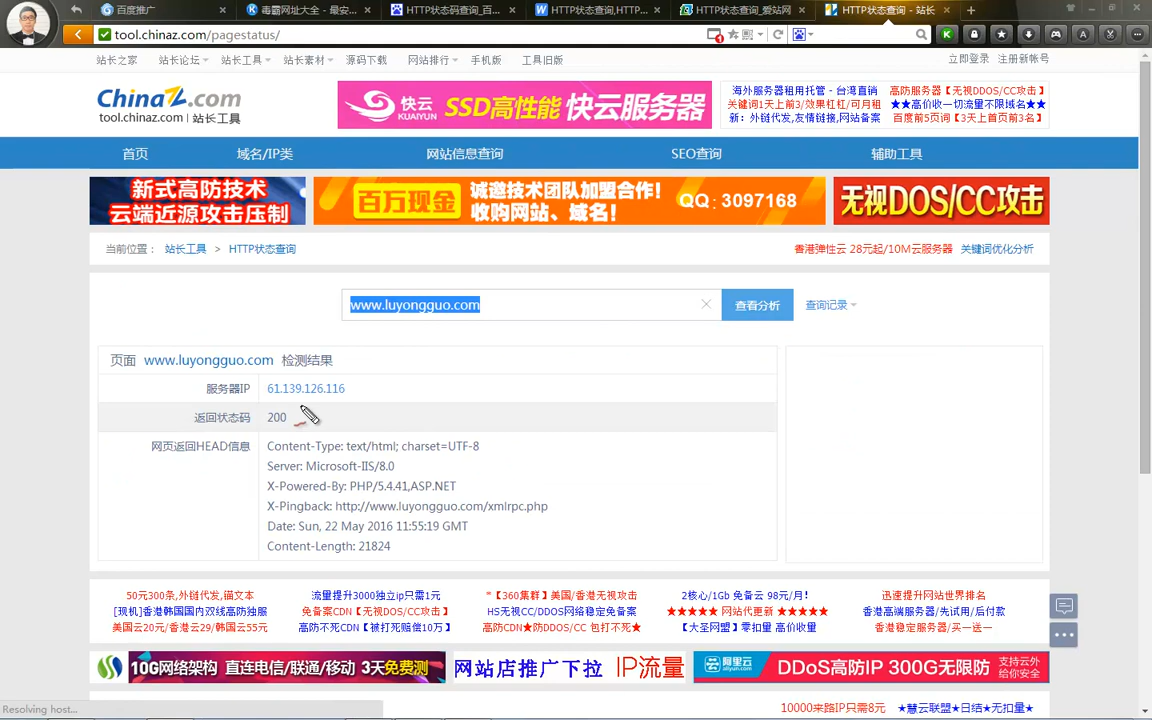 百度推广
毒霸网址大全 - 最安...
HTTP状态码查询_百...
HTTP状态查询,HTTP...
HTTP状态查询_爱站网
HTTP状态查询 - 站长
tool.chinaz.com/pagestatus/
站长之家
站长论坛
站长工具
站长素材
源码下载
网站排行
手机版
工具旧版
立即登录
注册新帐号
ChinaZ.com
tool.chinaz.com | 站长工具
快云
KUAIYUN
SSD高性能 快云服务器
海外服务器租用托管 - 台湾直销
高防服务器【无视DDOS/CC攻击】
关键词1天上前3/效果杠杠/可月租
★★高价收一切流量不限域名★★
新：外链代发,友情链接,网站备案
百度前5词页【3天上首页前3名】
首页
域名/IP类
网站信息查询
SEO查询
辅助工具
新式高防技术
云端近源攻击压制
百万现金
诚邀技术团队加盟合作!
收购网站、域名!
QQ: 3097168
无视DOS/CC攻击
当前位置： 站长工具 > HTTP状态查询
香港弹性云 28元起/10M云服务器
关键词优化分析
www.luyongguo.com
查看分析
查询记录
页面 www.luyongguo.com 检测结果
服务器IP 61.139.126.116
返回状态码 200
网页返回HEAD信息
Content-Type: text/html; charset=UTF-8
Server: Microsoft-IIS/8.0
X-Powered-By: PHP/5.4.41,ASP.NET
X-Pingback: http://www.luyongguo.com/xmlrpc.php
Date: Sun, 22 May 2016 11:55:19 GMT
Content-Length: 21824
50元300条,外链代发,锚文本
流量提升3000独立ip只需1元
*【360集群】美国/香港无视攻击
2核心/1Gb 免备云 98元/月!
迅速提升网站世界排名
[现机]香港韩国国内双线高防独服
免备案CDN【无视DOS/CC攻击】
HS无视CC/DDOS网络稳定免备案
★★★★★ 网站代更新 ★★★★★
香港高端服务器/先试用/后付款
美国云20元/香港云29/韩国云55元
高防不死CDN【被打死赔偿10万】
高防CDN★防DDOS/CC 包打不死★
【大圣网盟】零扣量 高价收量
香港稳定服务器/买一送一
10G网络架构 直连电信/联通/移动 3天免费测!
网站店推广下拉 IP流量
阿里云
aliyun.com
DDoS高防IP 300G无限防
支持云外
给你安心
Resolving host...
10000来路IP只需8元
★慧云联盟★日结★无扣量★